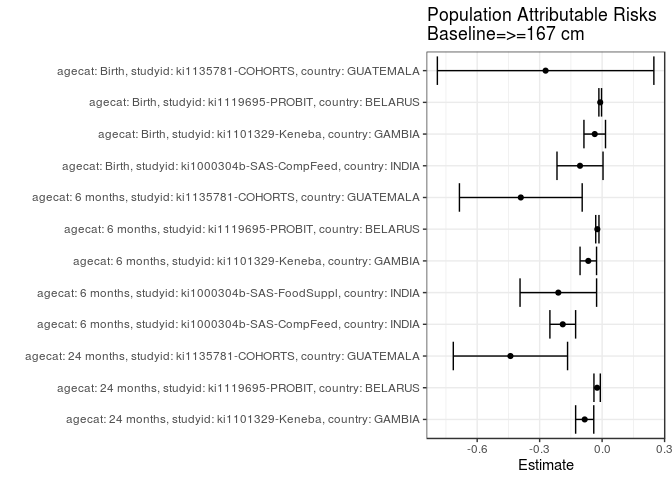 Population Attributable Risks
Baseline=>=167 cm
agecat: Birth, studyid: ki1135781-COHORTS, country: GUATEMALA
agecat: Birth, studyid: ki1119695-PROBIT, country: BELARUS
agecat: Birth, studyid: ki1101329-Keneba, country: GAMBIA
agecat: Birth, studyid: ki1000304b-SAS-CompFeed, country: INDIA
agecat: 6 months, studyid: ki1135781-COHORTS, country: GUATEMALA
agecat: 6 months, studyid: ki1119695-PROBIT, country: BELARUS
agecat: 6 months, studyid: ki1101329-Keneba, country: GAMBIA
agecat: 6 months, studyid: ki1000304b-SAS-FoodSuppl, country: INDIA
agecat: 6 months, studyid: ki1000304b-SAS-CompFeed, country: INDIA
agecat: 24 months, studyid: ki1135781-COHORTS, country: GUATEMALA
agecat: 24 months, studyid: ki1119695-PROBIT, country: BELARUS
agecat: 24 months, studyid: ki1101329-Keneba, country: GAMBIA
-0.6 -0.3 0.0 0.3
Estimate